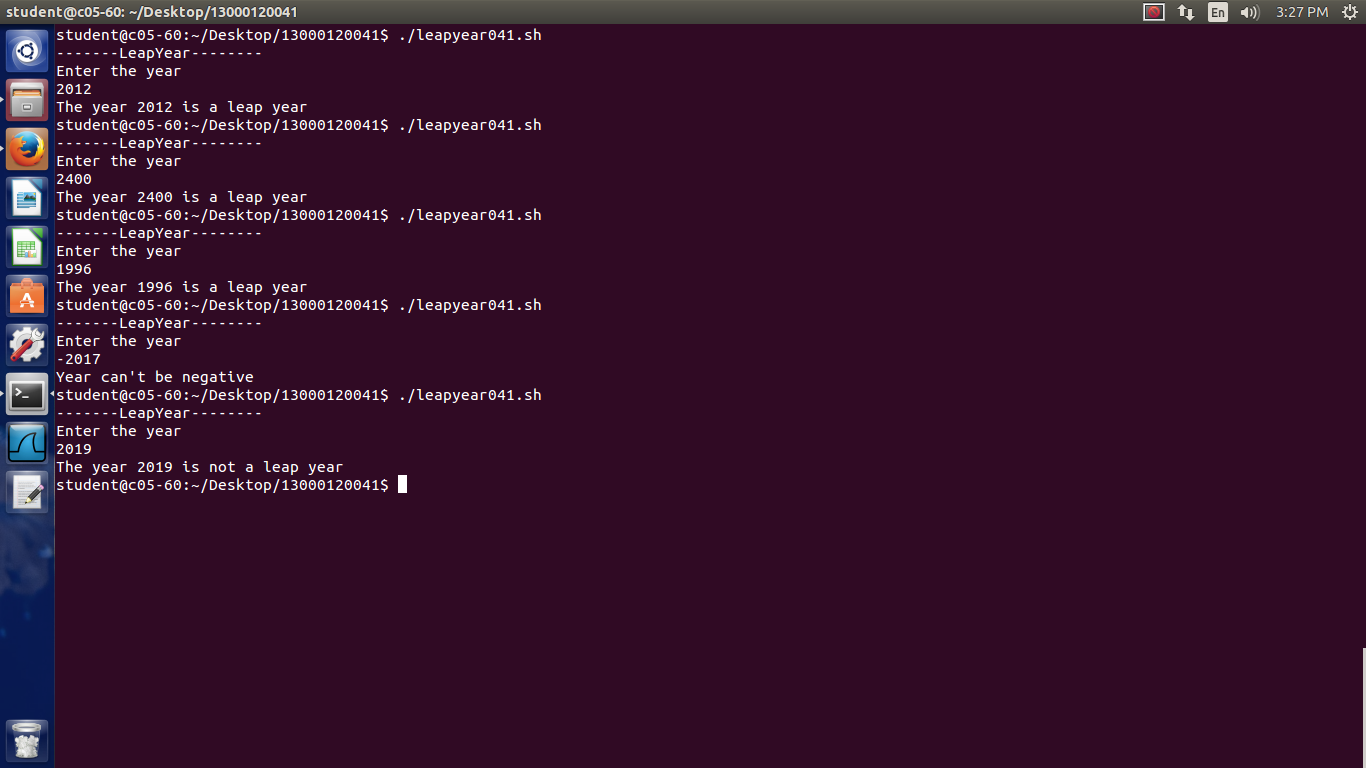 student@c05-60: ~/Desktop/13000120041
En
3:27 PM
student@c05-60:~/Desktop/13000120041$ ./leapyear041.sh
-------LeapYear--------
Enter the year
2012
The year 2012 is a leap year
student@c05-60:~/Desktop/13000120041$ ./leapyear041.sh
-------LeapYear--------
Enter the year
2400
The year 2400 is a leap year
student@c05-60:~/Desktop/13000120041$ ./leapyear041.sh
-------LeapYear--------
Enter the year
1996
The year 1996 is a leap year
student@c05-60:~/Desktop/13000120041$ ./leapyear041.sh
-------LeapYear--------
Enter the year
-2017
Year can't be negative
student@c05-60:~/Desktop/13000120041$ ./leapyear041.sh
-------LeapYear--------
Enter the year
2019
The year 2019 is not a leap year
student@c05-60:~/Desktop/13000120041$